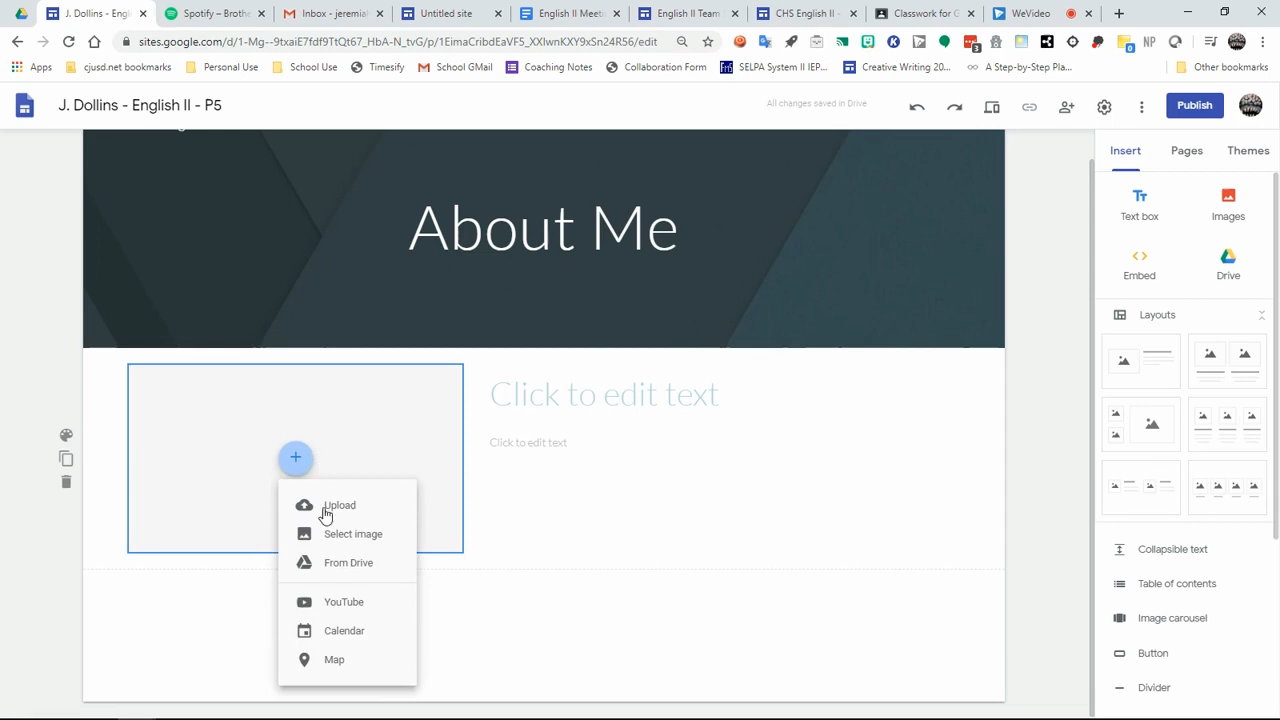 J. Dollins - Eng
Spotify – Brothe
Inbox - jeremial
Untitled site
English II Meeti
English II Team
CHS English II -
Classwork for G
WeVideo
sites.google.com/d/1-Mg--9txaEr7fdf9TtQt67_HbA-N_tvG/p/1EimaCribdEaVF5_XXIwnKXY9xSn24R56/edit
Apps
cjusd.net bookmarks
Personal Use
School Use
Timesify
School GMail
Coaching Notes
Collaboration Form
SELPA System II IEP...
Creative Writing 20...
A Step-by-Step Pla...
Other bookmarks
J. Dollins - English II - P5
All changes saved in Drive
Publish
Insert
Pages
Themes
About Me
Text box
Images
Embed
Drive
Layouts
Click to edit text
Click to edit text
Upload
Select image
From Drive
YouTube
Calendar
Map
Collapsible text
Table of contents
Image carousel
Button
Divider